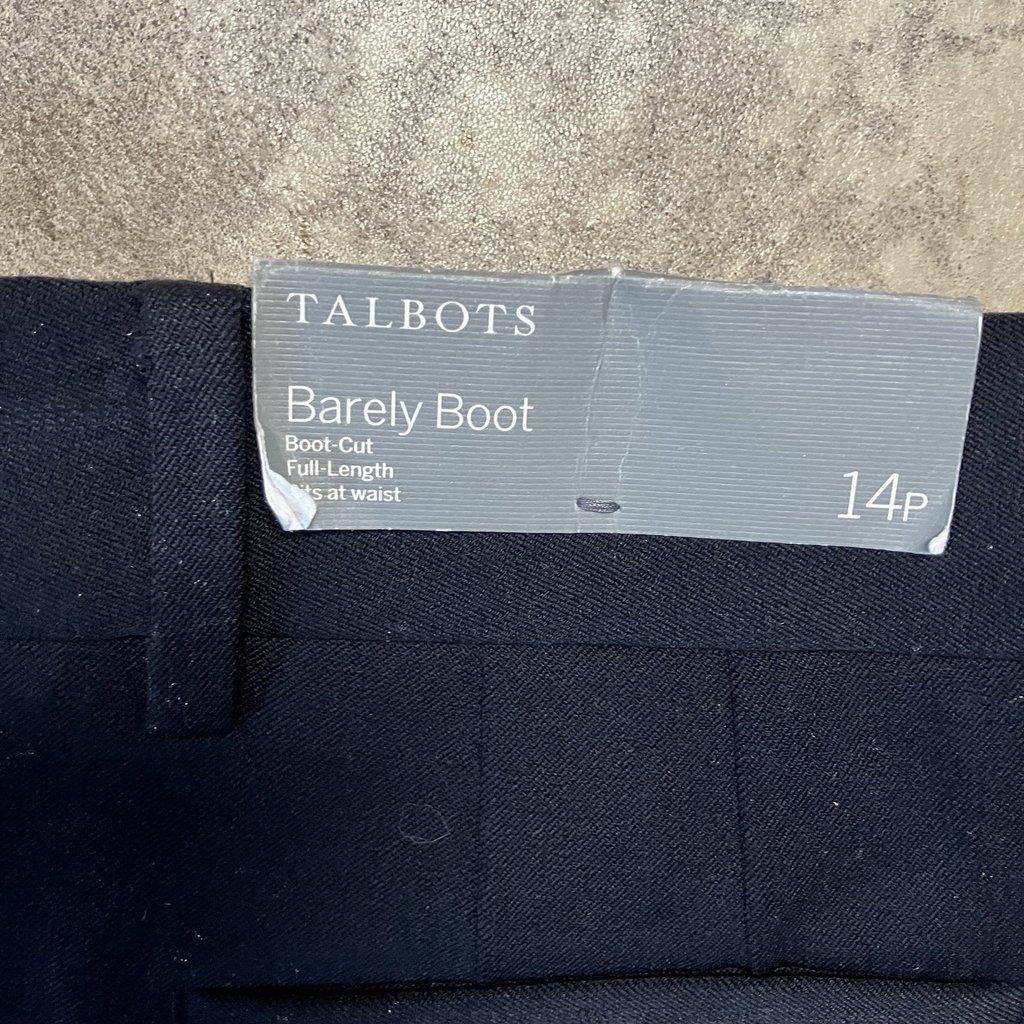 TALBOTS
Barely Boot
Boot-Cut
Full-Length
at waist
14P